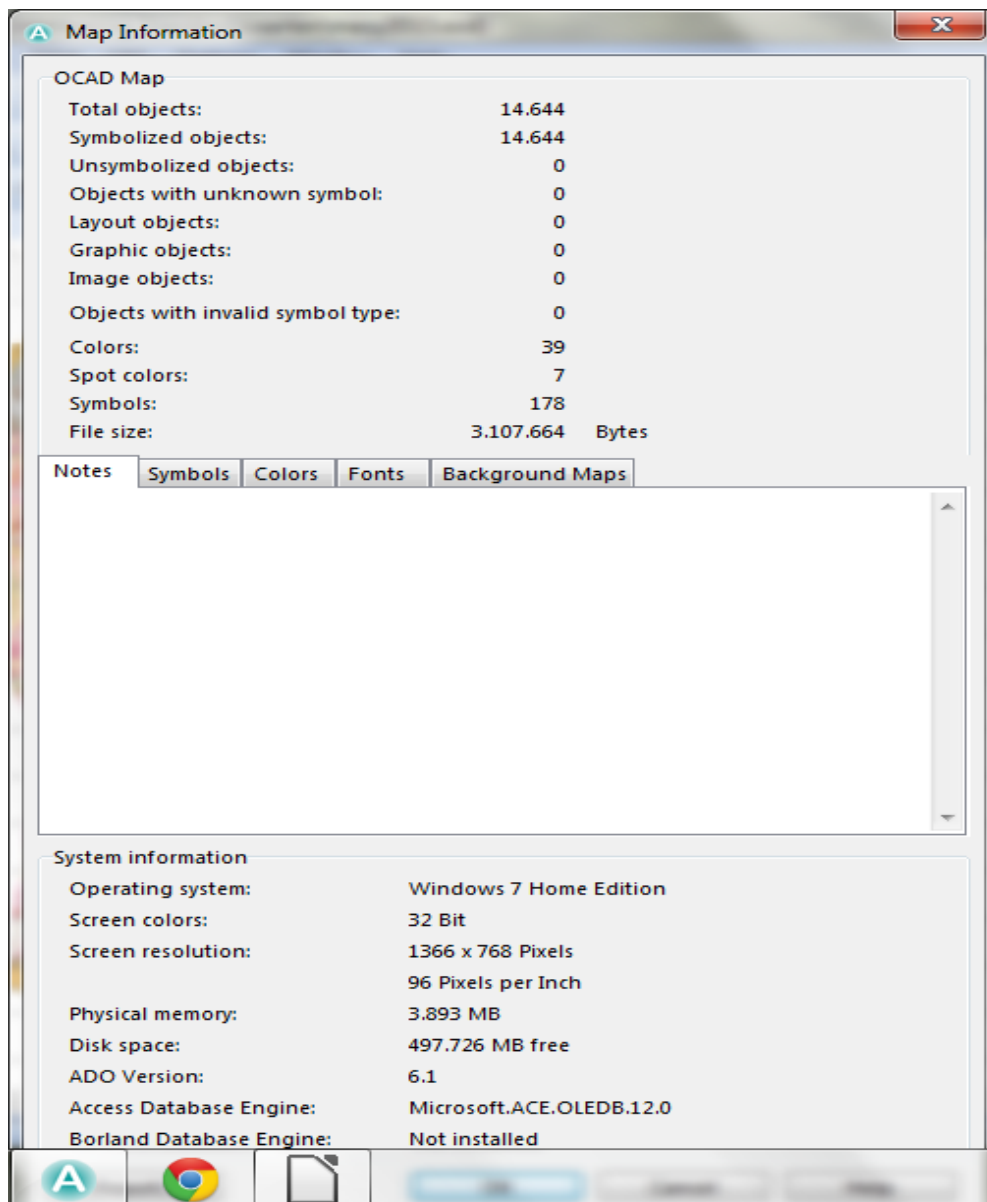 Map Information
OCAD Map
Total objects: 14.644
Symbolized objects: 14.644
Unsymbolized objects: 0
Objects with unknown symbol: 0
Layout objects: 0
Graphic objects: 0
Image objects: 0
Objects with invalid symbol type: 0
Colors: 39
Spot colors: 7
Symbols: 178
File size: 3.107.664 Bytes
Notes Symbols Colors Fonts Background Maps
System information
Operating system: Windows 7 Home Edition
Screen colors: 32 Bit
Screen resolution: 1366 x 768 Pixels
96 Pixels per Inch
Physical memory: 3.893 MB
Disk space: 497.726 MB free
ADO Version: 6.1
Access Database Engine: Microsoft.ACE.OLEDB.12.0
Borland Database Engine: Not installed